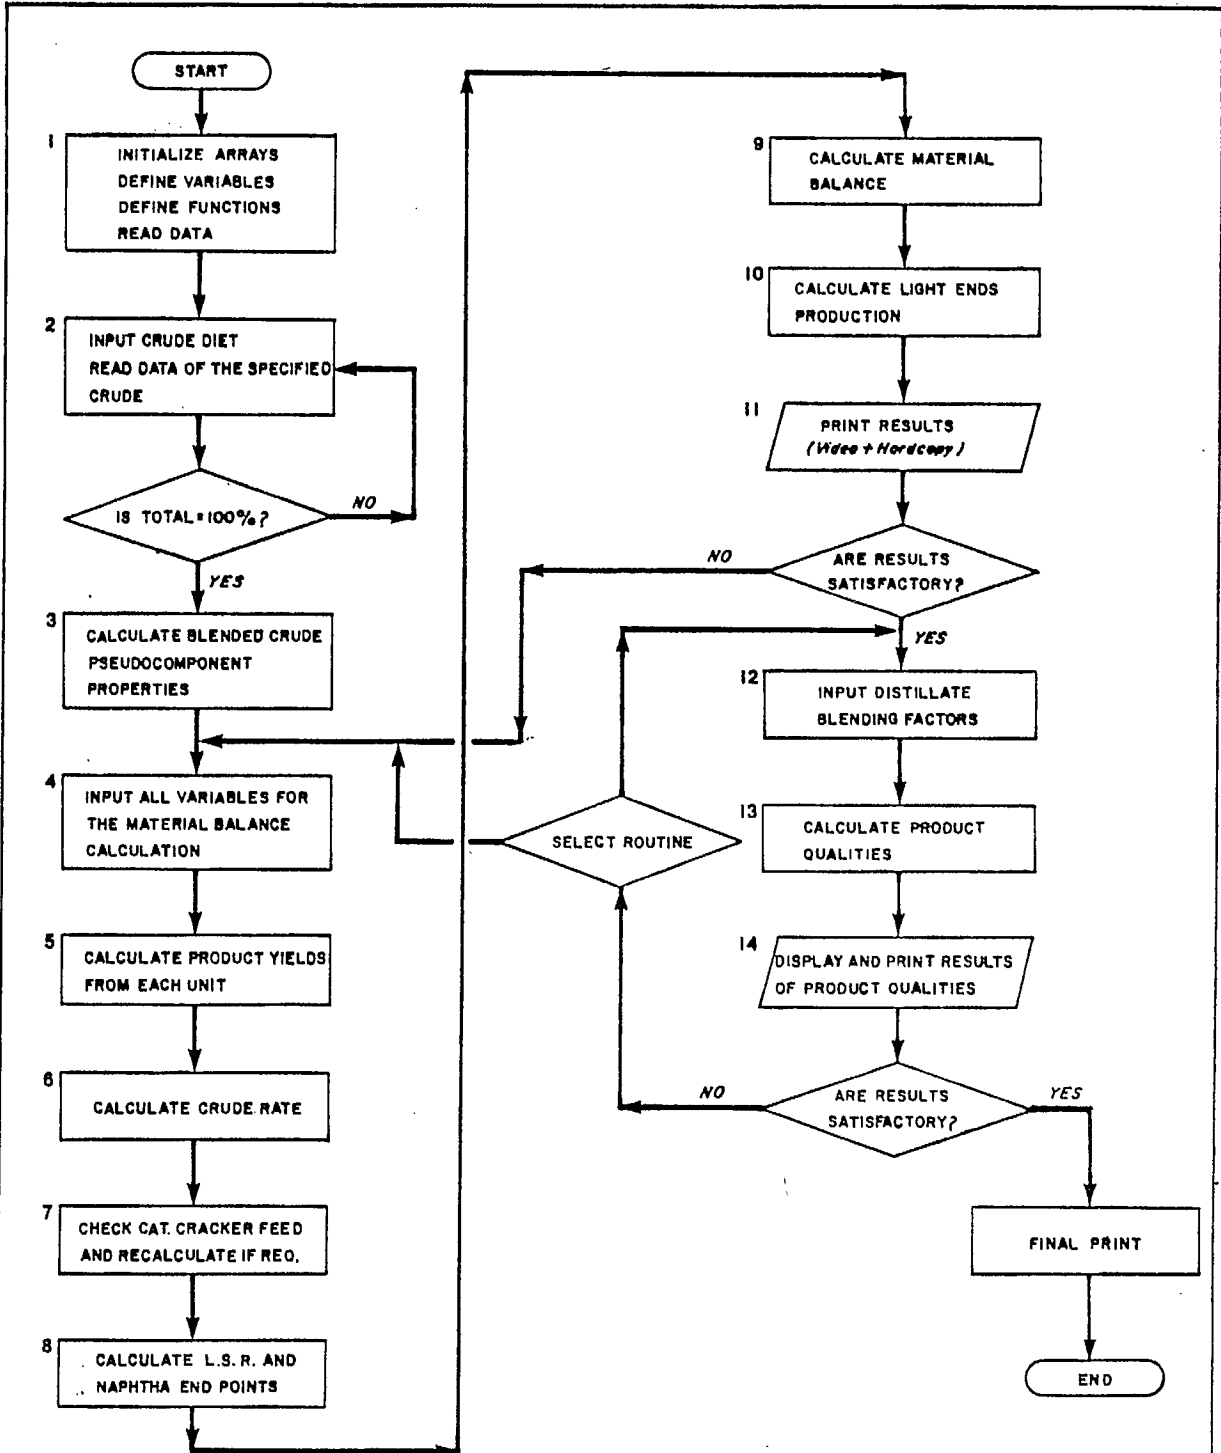 START
1
INITIALIZE ARRAYS
DEFINE VARIABLES
DEFINE FUNCTIONS
READ DATA
2
INPUT CRUDE DIET
READ DATA OF THE SPECIFIED
CRUDE
IS TOTAL=100%?
NO
YES
3
CALCULATE BLENDED CRUDE
PSEUDOCOMPONENT
PROPERTIES
4
INPUT ALL VARIABLES FOR
THE MATERIAL BALANCE
CALCULATION
5
CALCULATE PRODUCT YIELDS
FROM EACH UNIT
6
CALCULATE CRUDE RATE
7
CHECK CAT. CRACKER FEED
AND RECALCULATE IF REQ.
8
CALCULATE L.S.R. AND
NAPHTHA END POINTS
9
CALCULATE MATERIAL
BALANCE
10
CALCULATE LIGHT ENDS
PRODUCTION
11
PRINT RESULTS
(Video + Hardcopy)
ARE RESULTS
SATISFACTORY?
NO
YES
12
INPUT DISTILLATE
BLENDING FACTORS
13
CALCULATE PRODUCT
QUALITIES
SELECT ROUTINE
14
DISPLAY AND PRINT RESULTS
OF PRODUCT QUALITIES
ARE RESULTS
SATISFACTORY?
NO
YES
FINAL PRINT
END